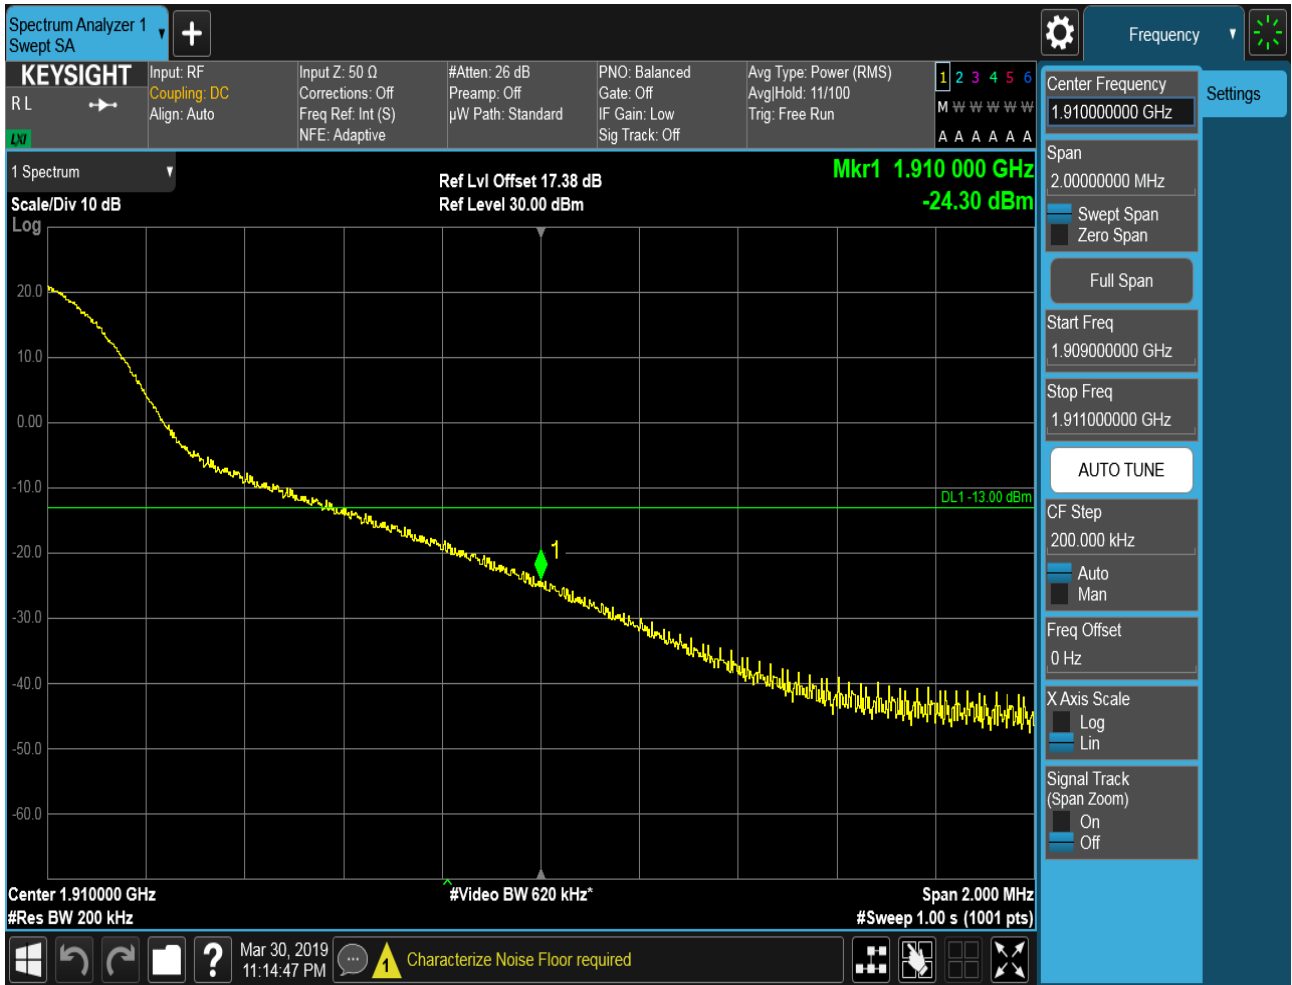 Spectrum Analyzer 1
Swept SA
Frequency
KEYSIGHT
R L
LXI
Input: RF
Coupling: DC
Align: Auto
Input Z: 50 Ω
Corrections: Off
Freq Ref: Int (S)
NFE: Adaptive
#Atten: 26 dB
Preamp: Off
µW Path: Standard
PNO: Balanced
Gate: Off
IF Gain: Low
Sig Track: Off
Avg Type: Power (RMS)
Avg|Hold: 11/100
Trig: Free Run
1 2 3 4 5 6
M W W W W W
A A A A A A
1 Spectrum
Scale/Div 10 dB
Log
Ref Lvl Offset 17.38 dB
Ref Level 30.00 dBm
Mkr1 1.910 000 GHz
-24.30 dBm
20.0
10.0
0.00
-10.0
-20.0
-30.0
-40.0
-50.0
-60.0
DL1 -13.00 dBm
1
Center 1.910000 GHz
#Res BW 200 kHz
#Video BW 620 kHz*
Span 2.000 MHz
#Sweep 1.00 s (1001 pts)
Center Frequency
1.910000000 GHz
Settings
Span
2.00000000 MHz
Swept Span
Zero Span
Full Span
Start Freq
1.909000000 GHz
Stop Freq
1.911000000 GHz
AUTO TUNE
CF Step
200.000 kHz
Auto
Man
Freq Offset
0 Hz
X Axis Scale
Log
Lin
Signal Track
(Span Zoom)
On
Off
?
Mar 30, 2019
11:14:47 PM
1
Characterize Noise Floor required